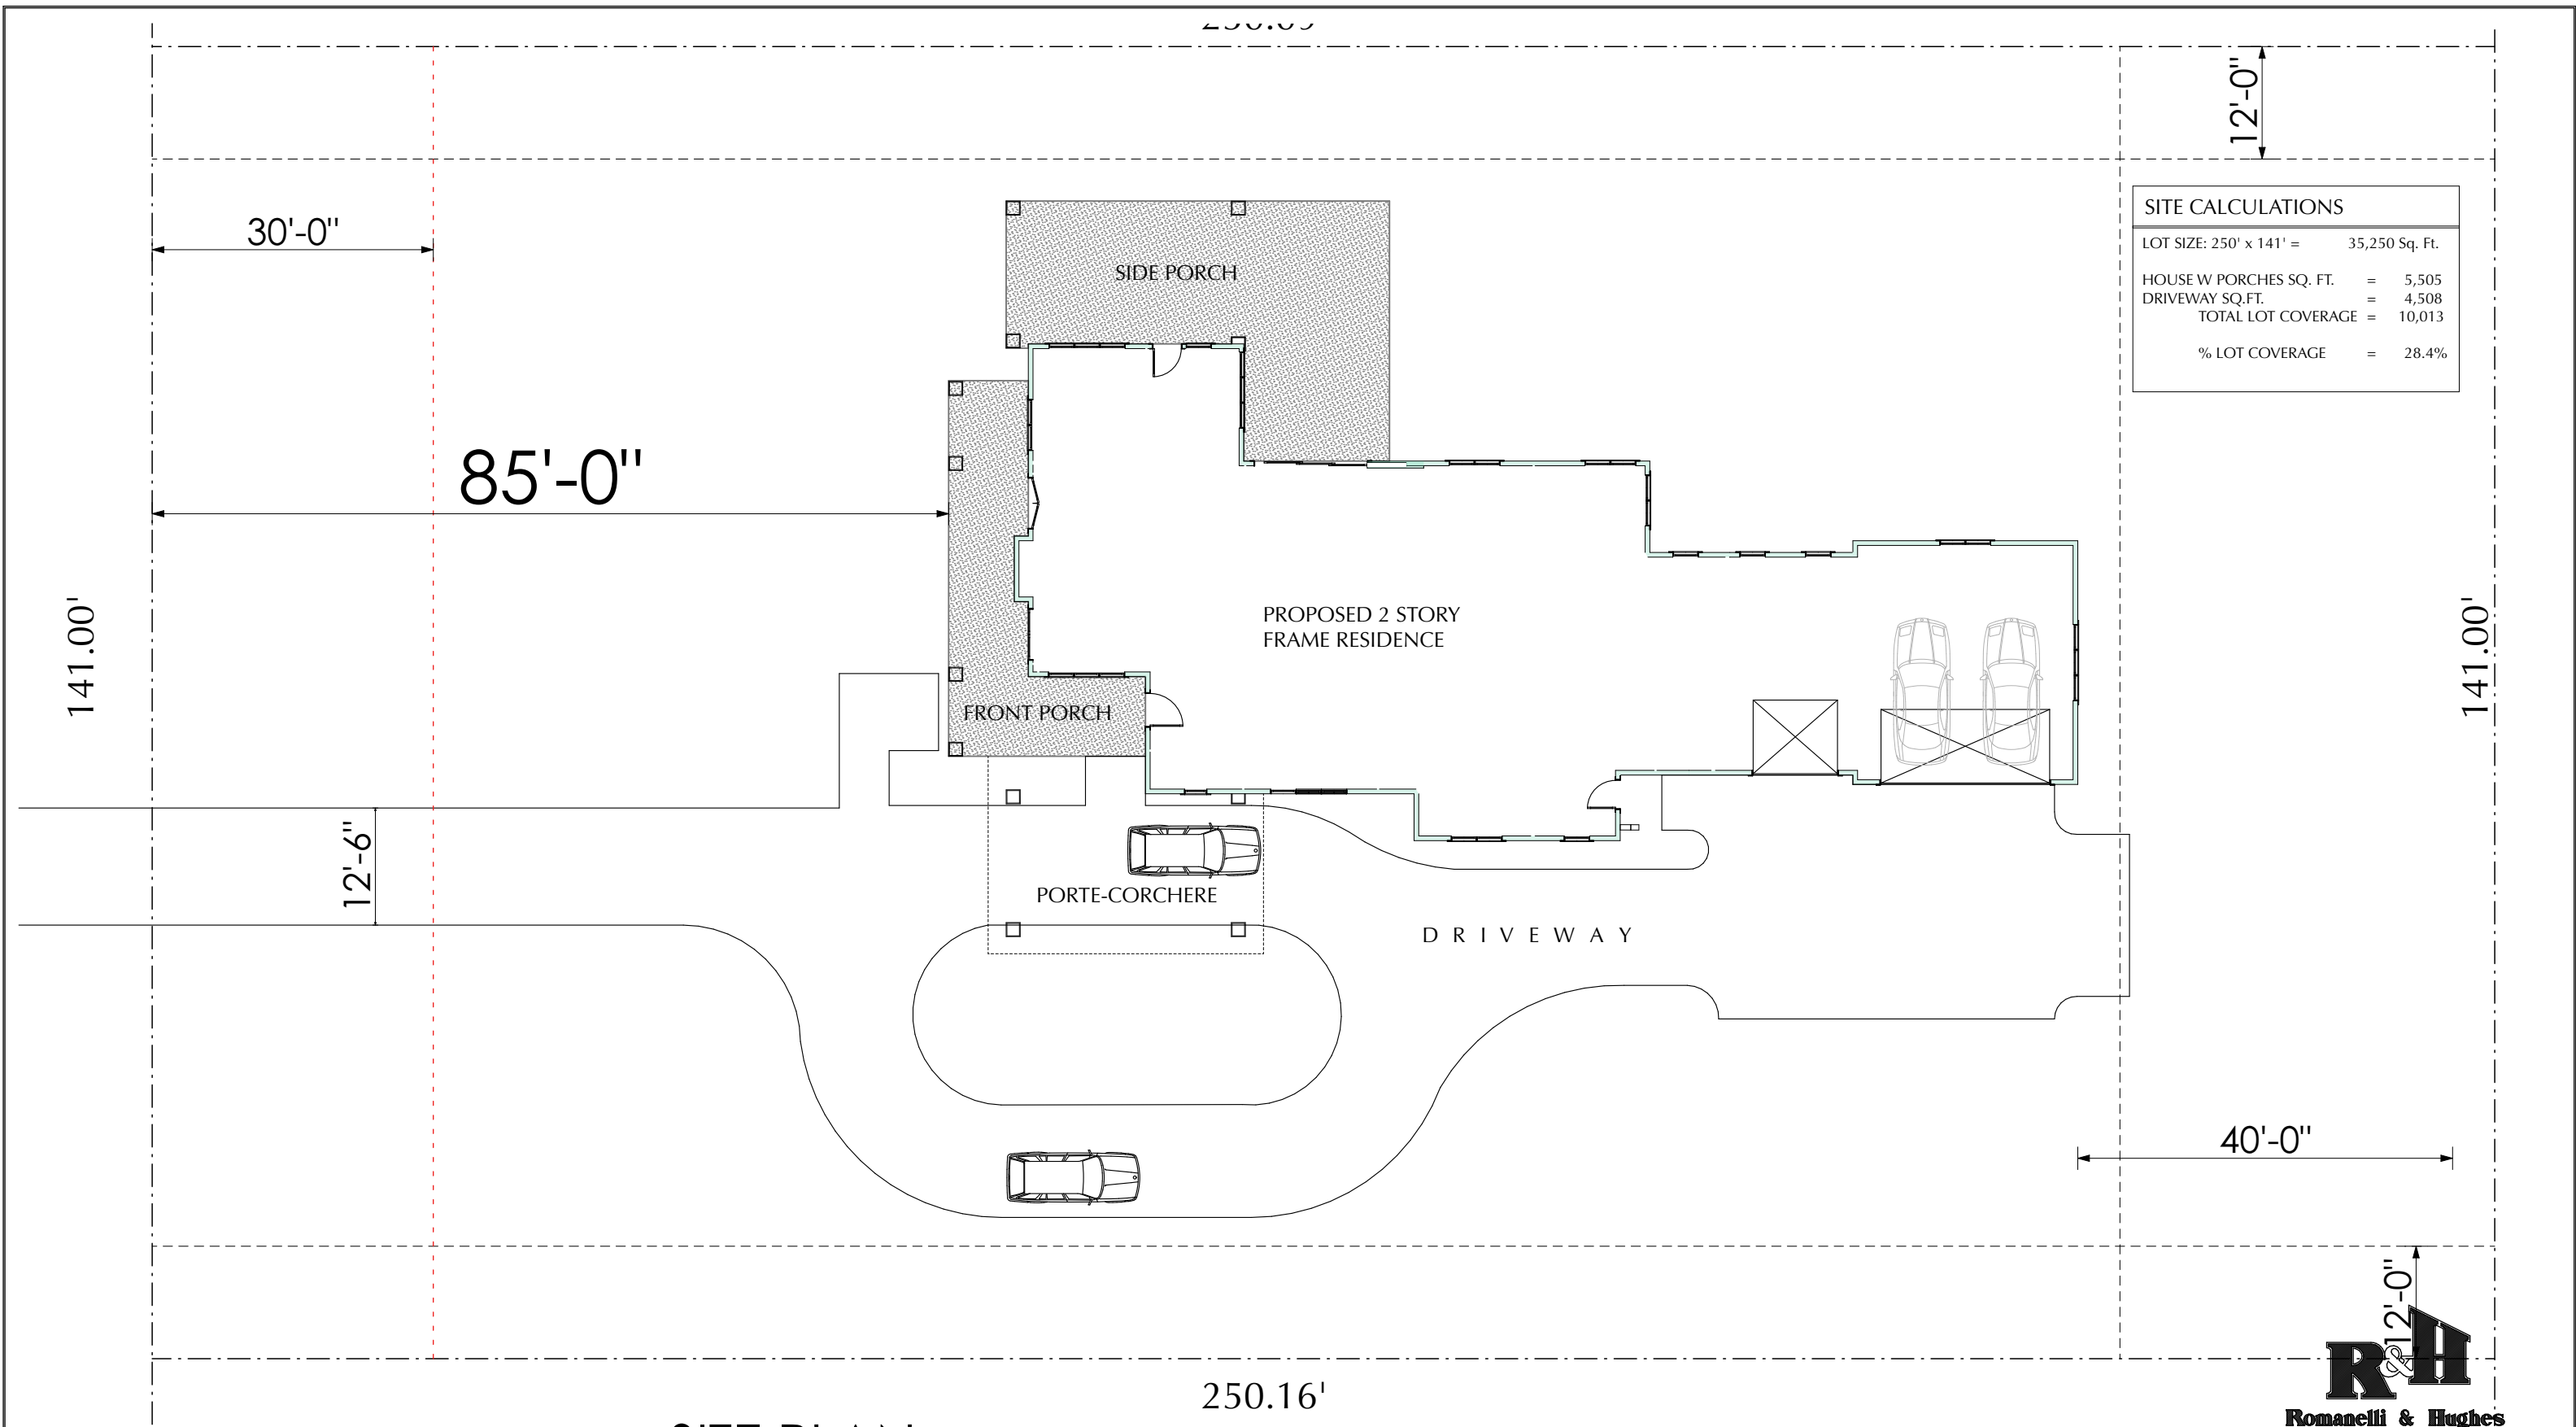 12'-0"
SITE CALCULATIONS
LOT SIZE: 250' x 141' = 35,250 Sq. Ft.
HOUSE W PORCHES SQ. FT. = 5,505
DRIVEWAY SQ.FT. = 4,508
TOTAL LOT COVERAGE = 10,013
% LOT COVERAGE = 28.4%
30'-0"
SIDE PORCH
85'-0"
141.00'
PROPOSED 2 STORY
FRAME RESIDENCE
141.00'
FRONT PORCH
12'-6"
PORTE-CORCHERE
D R I V E W A Y
40'-0"
12'-0"
250.16'
R&H
Romanelli & Hughes
SITE PLAN